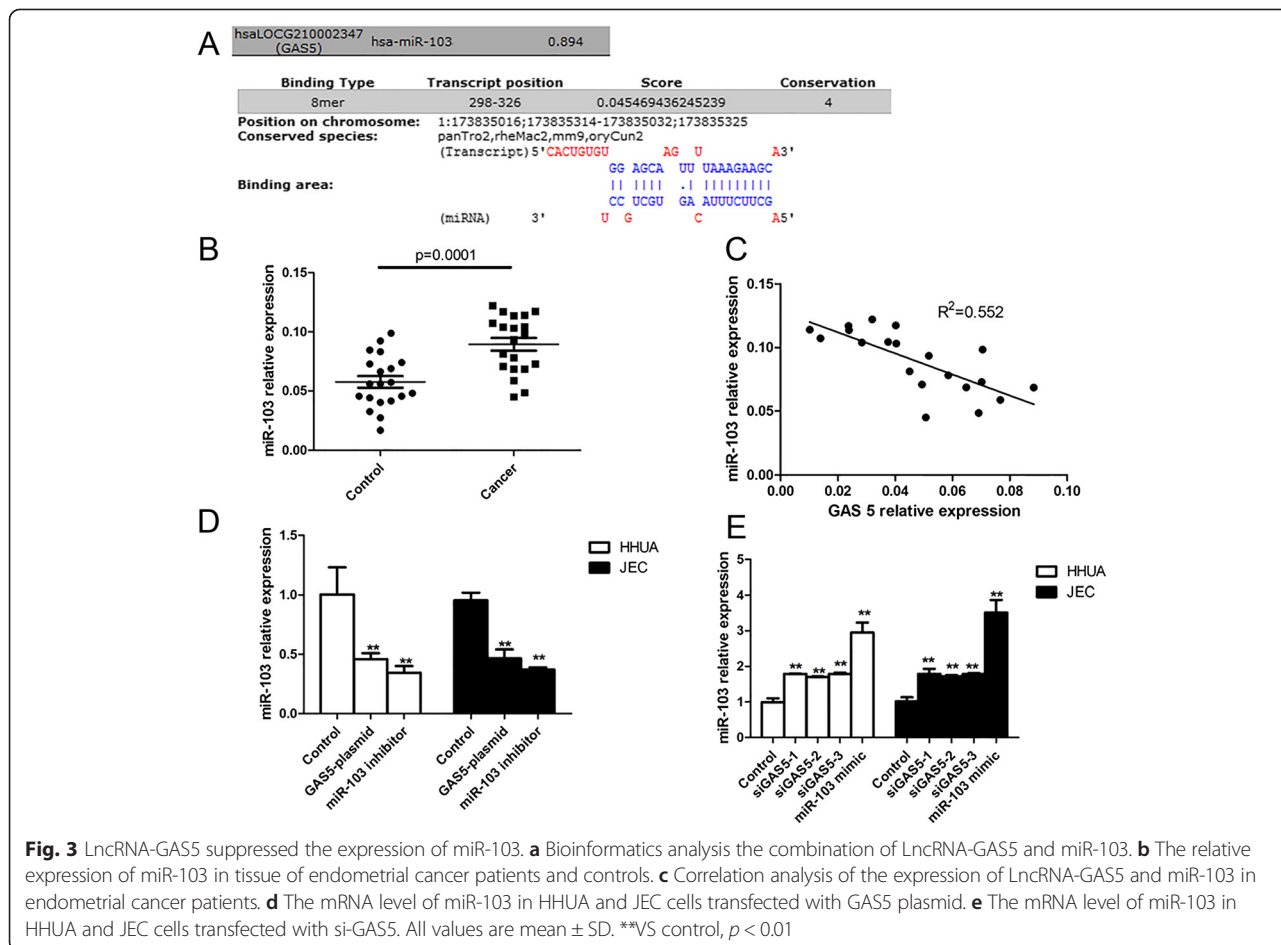 A
hsaLOCG210002347 (GAS5) hsa-miR-103 0.894
Binding Type Transcript position Score Conservation
8mer 298-326 0.045469436245239 4
Position on chromosome: 1:173835016;173835314-173835032;173835325
Conserved species: panTro2,rheMac2,mm9,oryCun2
(Transcript) 5'CACUGUGU AG U A3'
GG AGCA UUU UAAAGAAGC
Binding area: || |||| .| |||||||||
CC UCGU GA AUUUCUUCG
(miRNA) 3' U G C A5'
B
p=0.0001
miR-103 relative expression
0.15
0.10
0.05
0.00
Control
Cancer
C
R²=0.552
miR-103 relative expression
0.15
0.10
0.05
0.00
0.00 0.02 0.04 0.06 0.08 0.10
GAS 5 relative expression
D
miR-103 relative expression
1.5
1.0
0.5
0.0
HHUA
JEC
** ** ** **
Control
GAS5-plasmid
miR-103 inhibitor
Control
GAS5-plasmid
miR-103 inhibitor
E
miR-103 relative expression
5
4
3
2
1
0
HHUA
JEC
** ** ** ** ** ** ** **
Control
siGAS5-1
siGAS5-2
siGAS5-3
miR-103 mimic
Control
siGAS5-1
siGAS5-2
siGAS5-3
miR-103 mimic
Fig. 3 LncRNA-GAS5 suppressed the expression of miR-103. a Bioinformatics analysis the combination of LncRNA-GAS5 and miR-103. b The relative
expression of miR-103 in tissue of endometrial cancer patients and controls. c Correlation analysis of the expression of LncRNA-GAS5 and miR-103 in
endometrial cancer patients. d The mRNA level of miR-103 in HHUA and JEC cells transfected with GAS5 plasmid. e The mRNA level of miR-103 in
HHUA and JEC cells transfected with si-GAS5. All values are mean ± SD. **VS control, p < 0.01